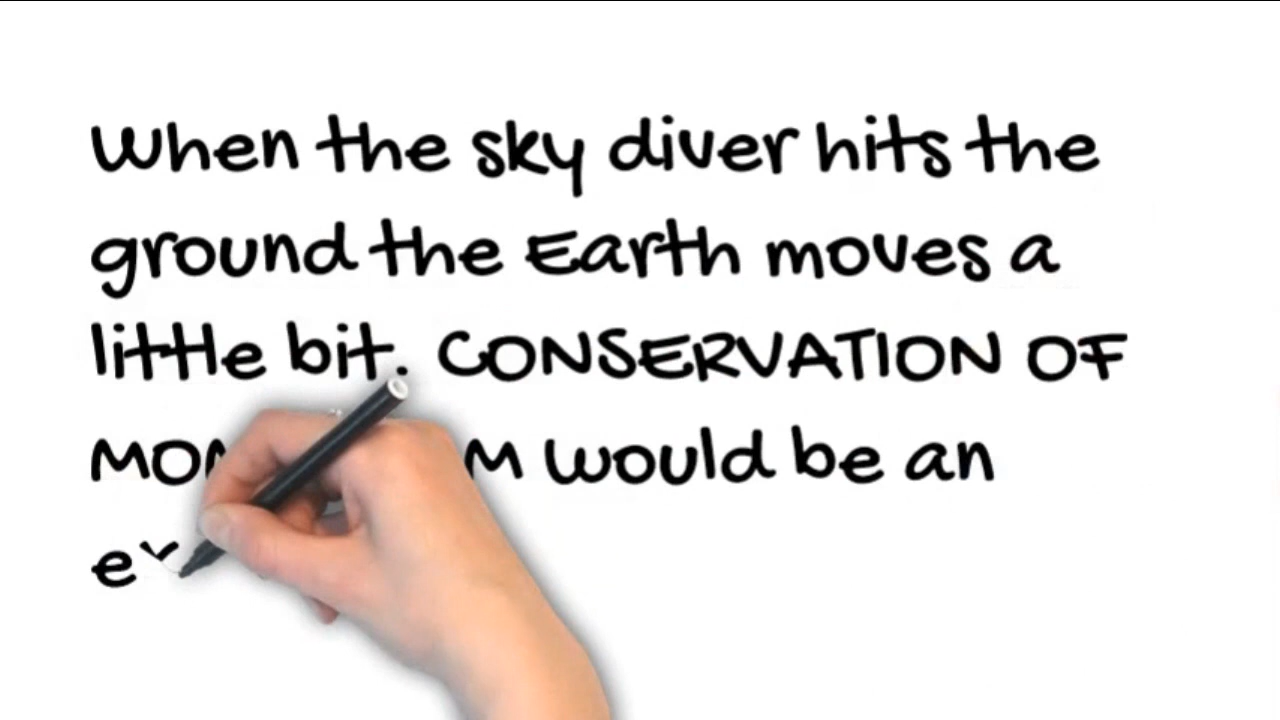 When the sky diver hits the
ground the Earth moves a
little bit. CONSERVATION OF
would be an